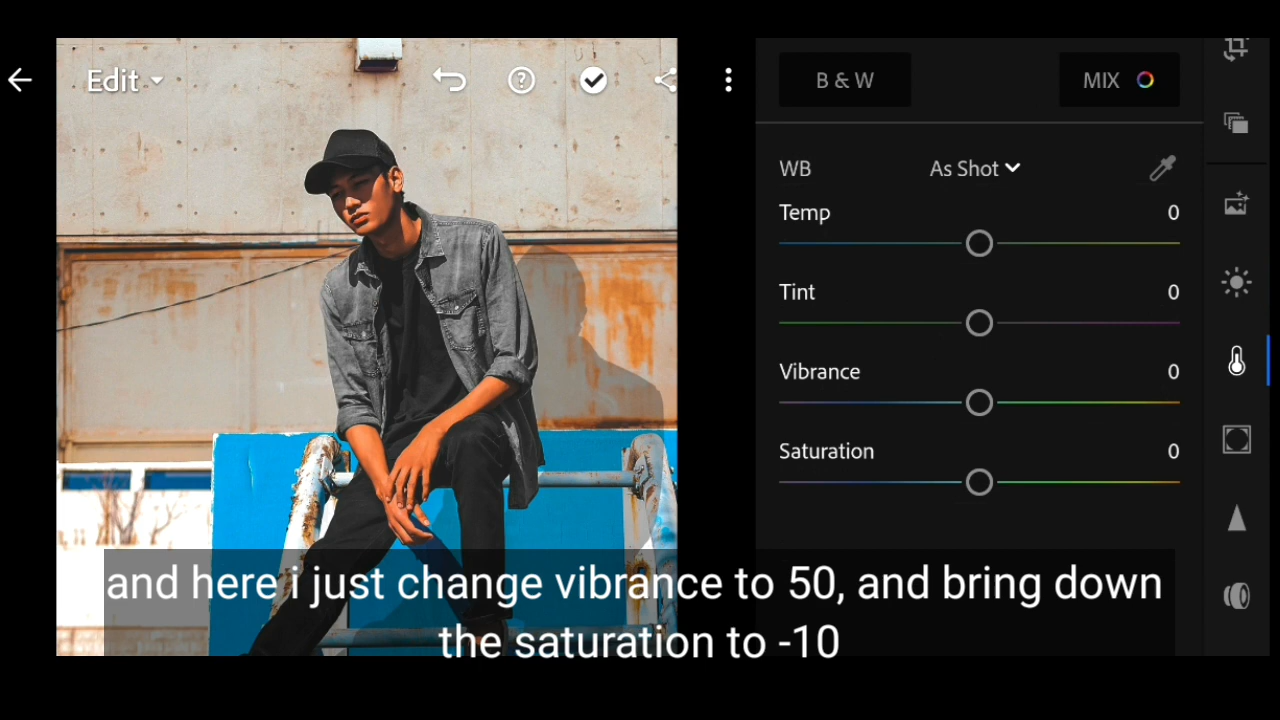 Edit
B & W
MIX
WB
As Shot
Temp
0
Tint
0
Vibrance
0
Saturation
0
and here i just change vibrance to 50, and bring down
the saturation to -10